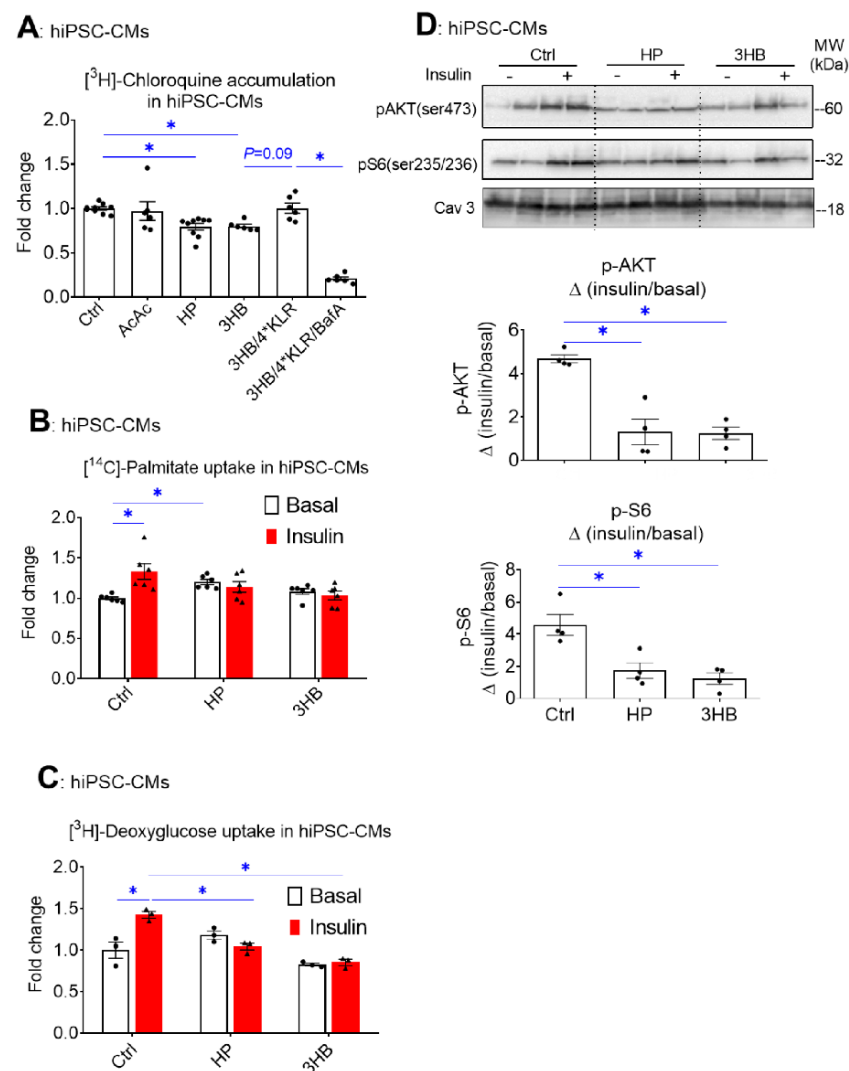 A: hiPSC-CMs
[³H]-Chloroquine accumulation
in hiPSC-CMs
Fold change
2.0
1.5
1.0
0.5
0.0
*
*
P=0.09
*
Ctrl
AcAc
HP
3HB
3HB/4*KLR
3HB/4*KLR/BafA
B: hiPSC-CMs
[¹⁴C]-Palmitate uptake in hiPSC-CMs
Fold change
2.0
1.5
1.0
0.5
0.0
*
*
Basal
Insulin
Ctrl
HP
3HB
C: hiPSC-CMs
[³H]-Deoxyglucose uptake in hiPSC-CMs
Fold change
2.0
1.5
1.0
0.5
0.0
*
*
*
Basal
Insulin
Ctrl
HP
3HB
D: hiPSC-CMs
Ctrl HP 3HB MW
(kDa)
Insulin - + - + - +
pAKT(ser473) --60
pS6(ser235/236) --32
Cav 3 --18
p-AKT
Δ (insulin/basal)
p-AKT
Δ (insulin/basal)
6
4
2
0
*
*
p-S6
Δ (insulin/basal)
p-S6
Δ (insulin/basal)
8
6
4
2
0
*
*
Ctrl HP 3HB